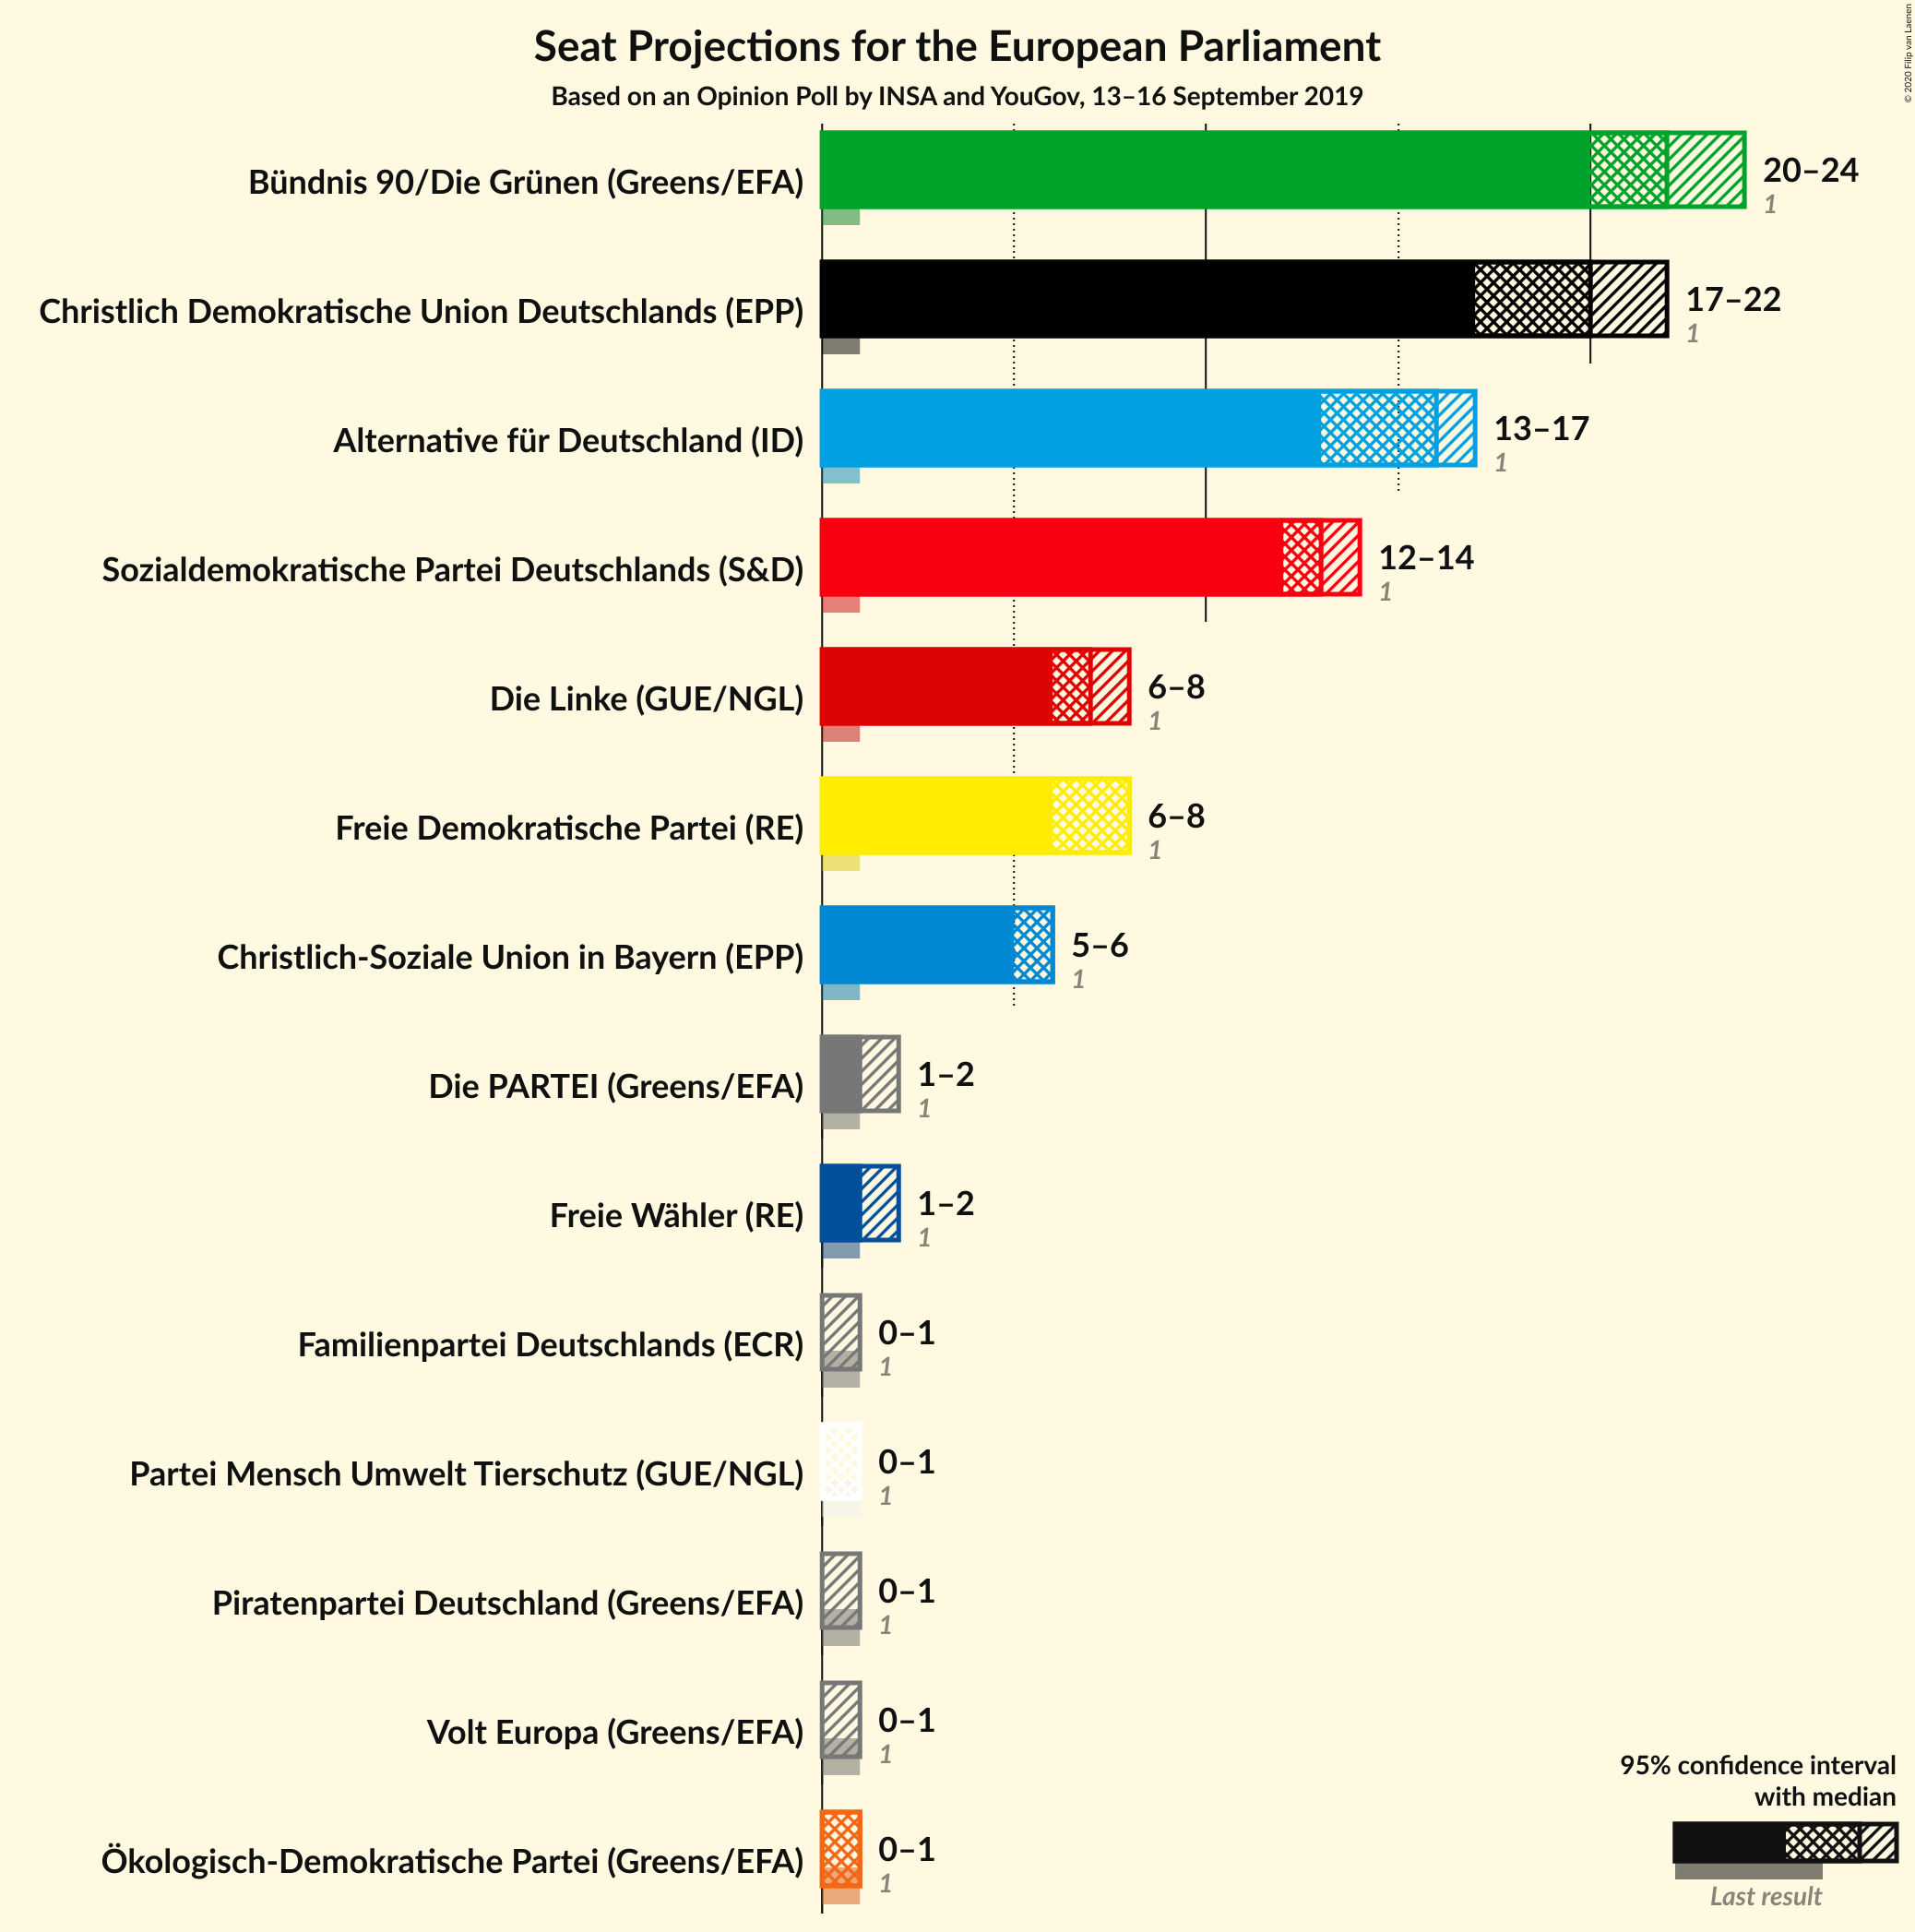 Seat Projections for the European Parliament
Based on an Opinion Poll by INSA and YouGov, 13–16 September 2019
© 2020 Filip van Laenen
Bündnis 90/Die Grünen (Greens/EFA)
20–24
1
Christlich Demokratische Union Deutschlands (EPP)
17–22
1
Alternative für Deutschland (ID)
13–17
1
Sozialdemokratische Partei Deutschlands (S&D)
12–14
1
Die Linke (GUE/NGL)
6–8
1
Freie Demokratische Partei (RE)
6–8
1
Christlich-Soziale Union in Bayern (EPP)
5–6
1
Die PARTEI (Greens/EFA)
1–2
1
Freie Wähler (RE)
1–2
1
Familienpartei Deutschlands (ECR)
0–1
1
Partei Mensch Umwelt Tierschutz (GUE/NGL)
0–1
1
Piratenpartei Deutschland (Greens/EFA)
0–1
1
Volt Europa (Greens/EFA)
0–1
1
Ökologisch-Demokratische Partei (Greens/EFA)
0–1
1
95% confidence interval
with median
Last result